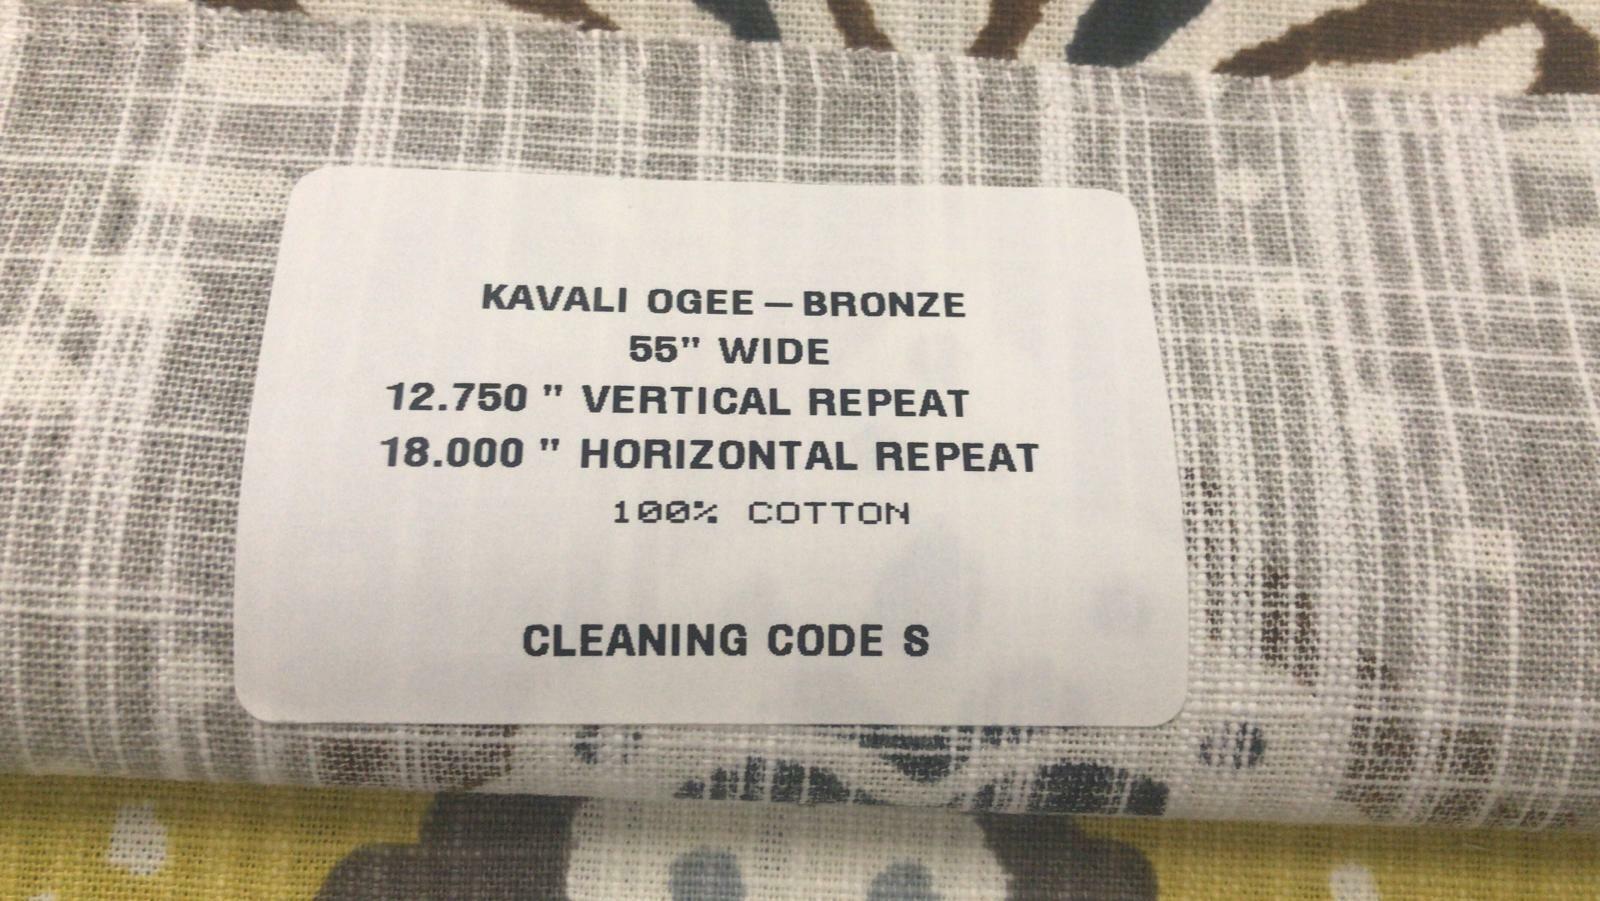 KAVALI OGEE – BRONZE
55" WIDE
12.750 " VERTICAL REPEAT
18.000 " HORIZONTAL REPEAT
100% COTTON
CLEANING CODE S